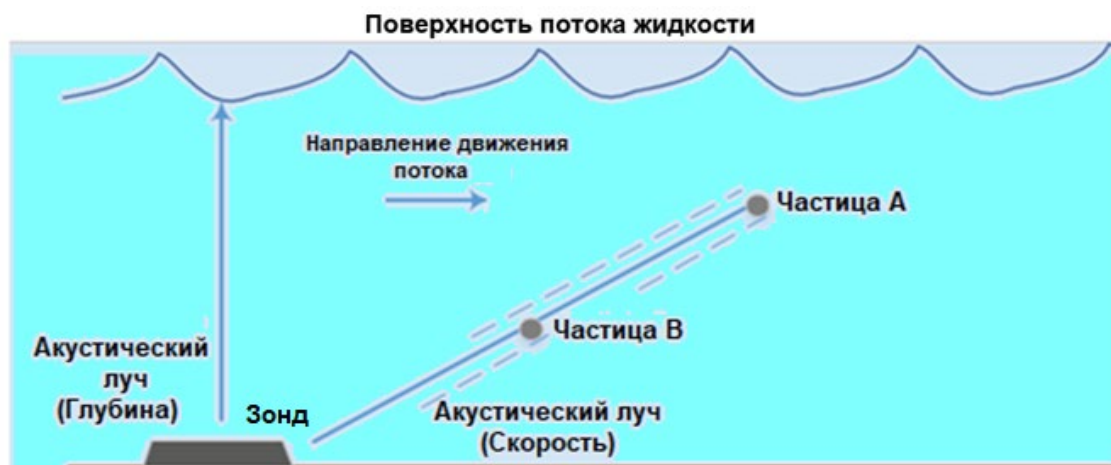 Поверхность потока жидкости
Направление движения
потока
Частица А
Частица В
Акустический
луч
(Глубина)
Зонд
Акустический луч
(Скорость)